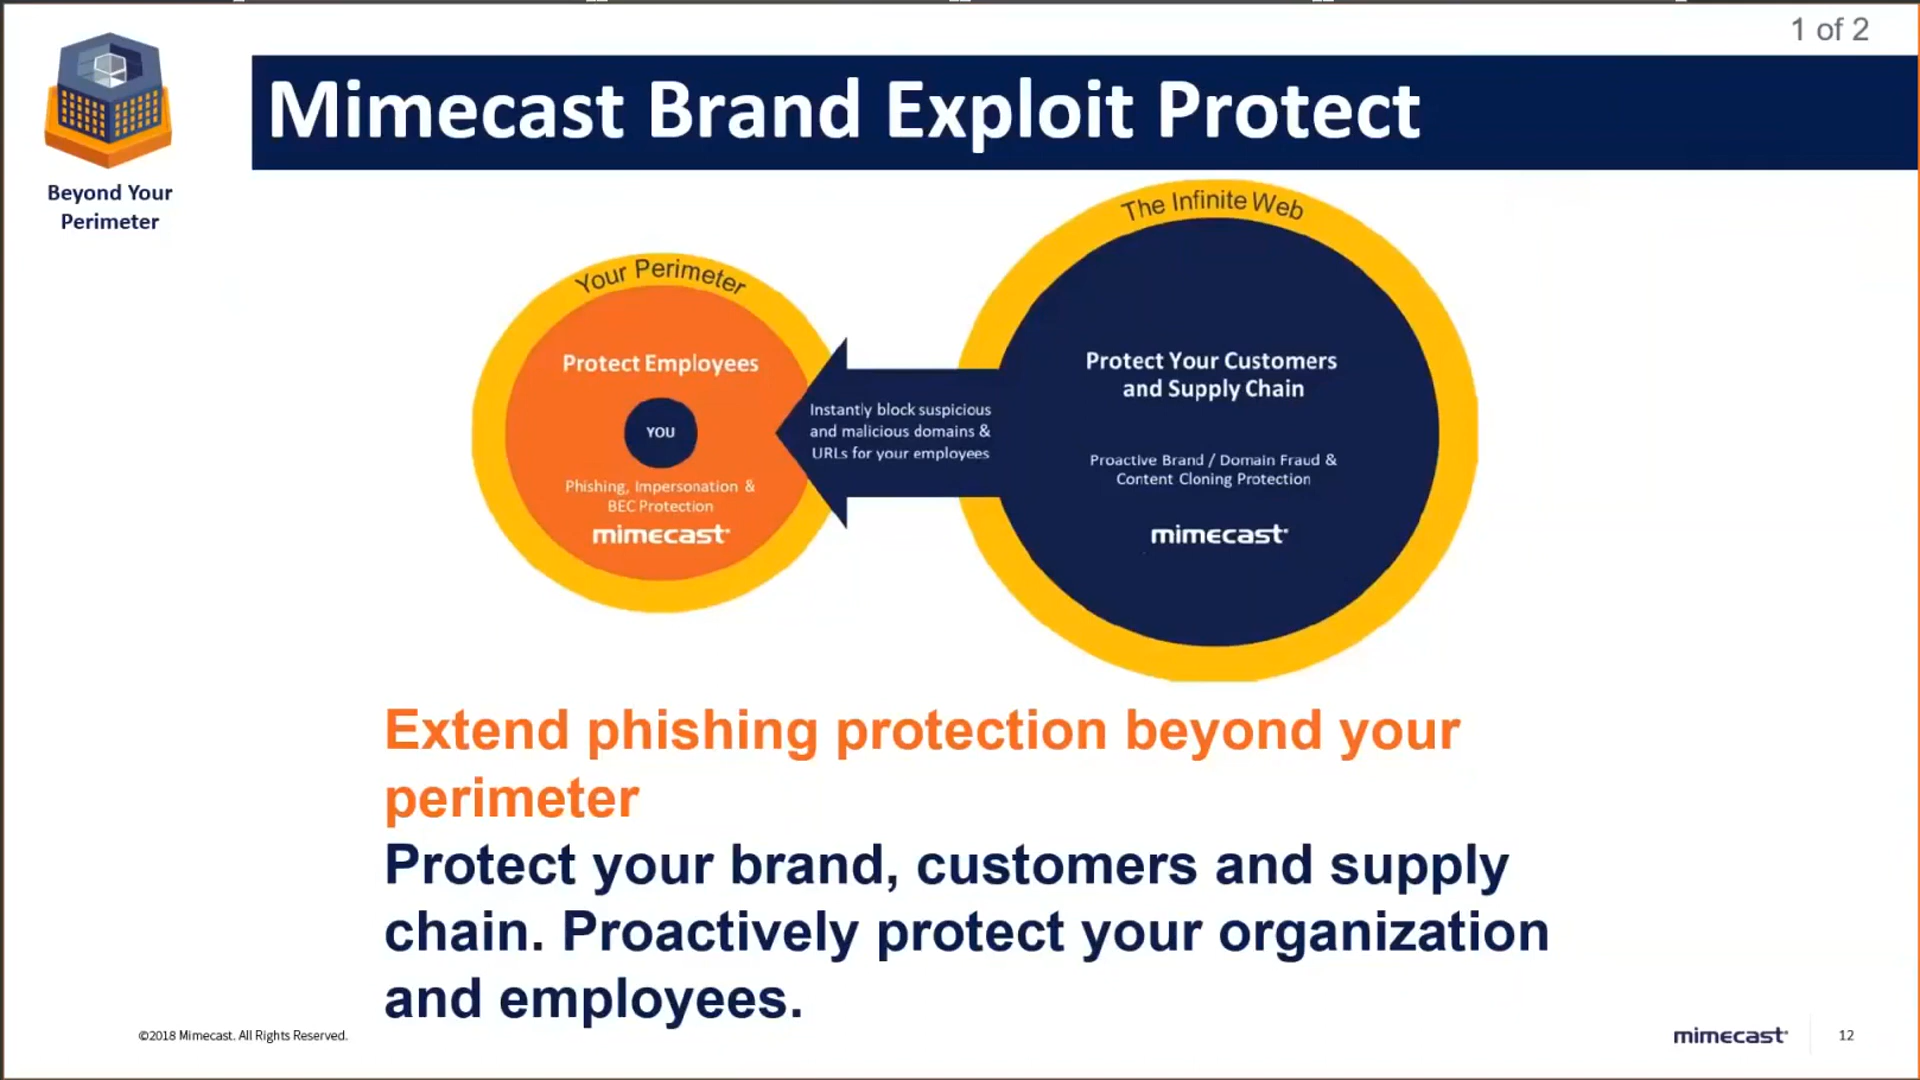 1 of 2
Mimecast Brand Exploit Protect
Beyond Your
Perimeter
The Infinite Web
Your Perimeter
Protect Employees
YOU
Phishing, Impersonation &
BEC Protection
mimecast
Instantly block suspicious
and malicious domains &
URLs for your employees
Protect Your Customers
and Supply Chain
Proactive Brand / Domain Fraud &
Content Cloning Protection
mimecast
Extend phishing protection beyond your
perimeter
Protect your brand, customers and supply
chain. Proactively protect your organization
and employees.
©2018 Mimecast. All Rights Reserved.
mimecast
12